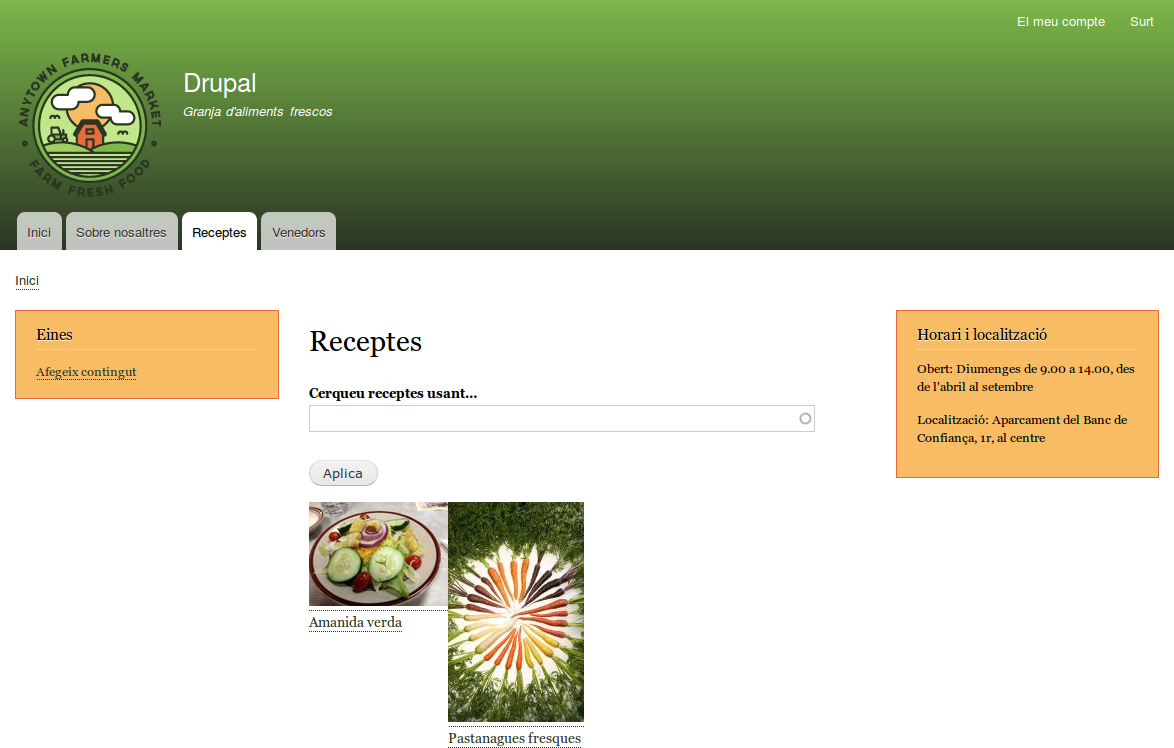 El meu compte Surt
ANYTOWN FARMERS MARKET
FARM FRESH FOOD
Drupal
Granja d'aliments frescos
Inici Sobre nosaltres Receptes Venedors
Inici
Eines
Afegeix contingut
Receptes
Cerqueu receptes usant...
Aplica
Amanida verda
Pastanagues fresques
Horari i localització
Obert: Diumenges de 9.00 a 14.00, des
de l'abril al setembre
Localització: Aparcament del Banc de
Confiança, 1r, al centre